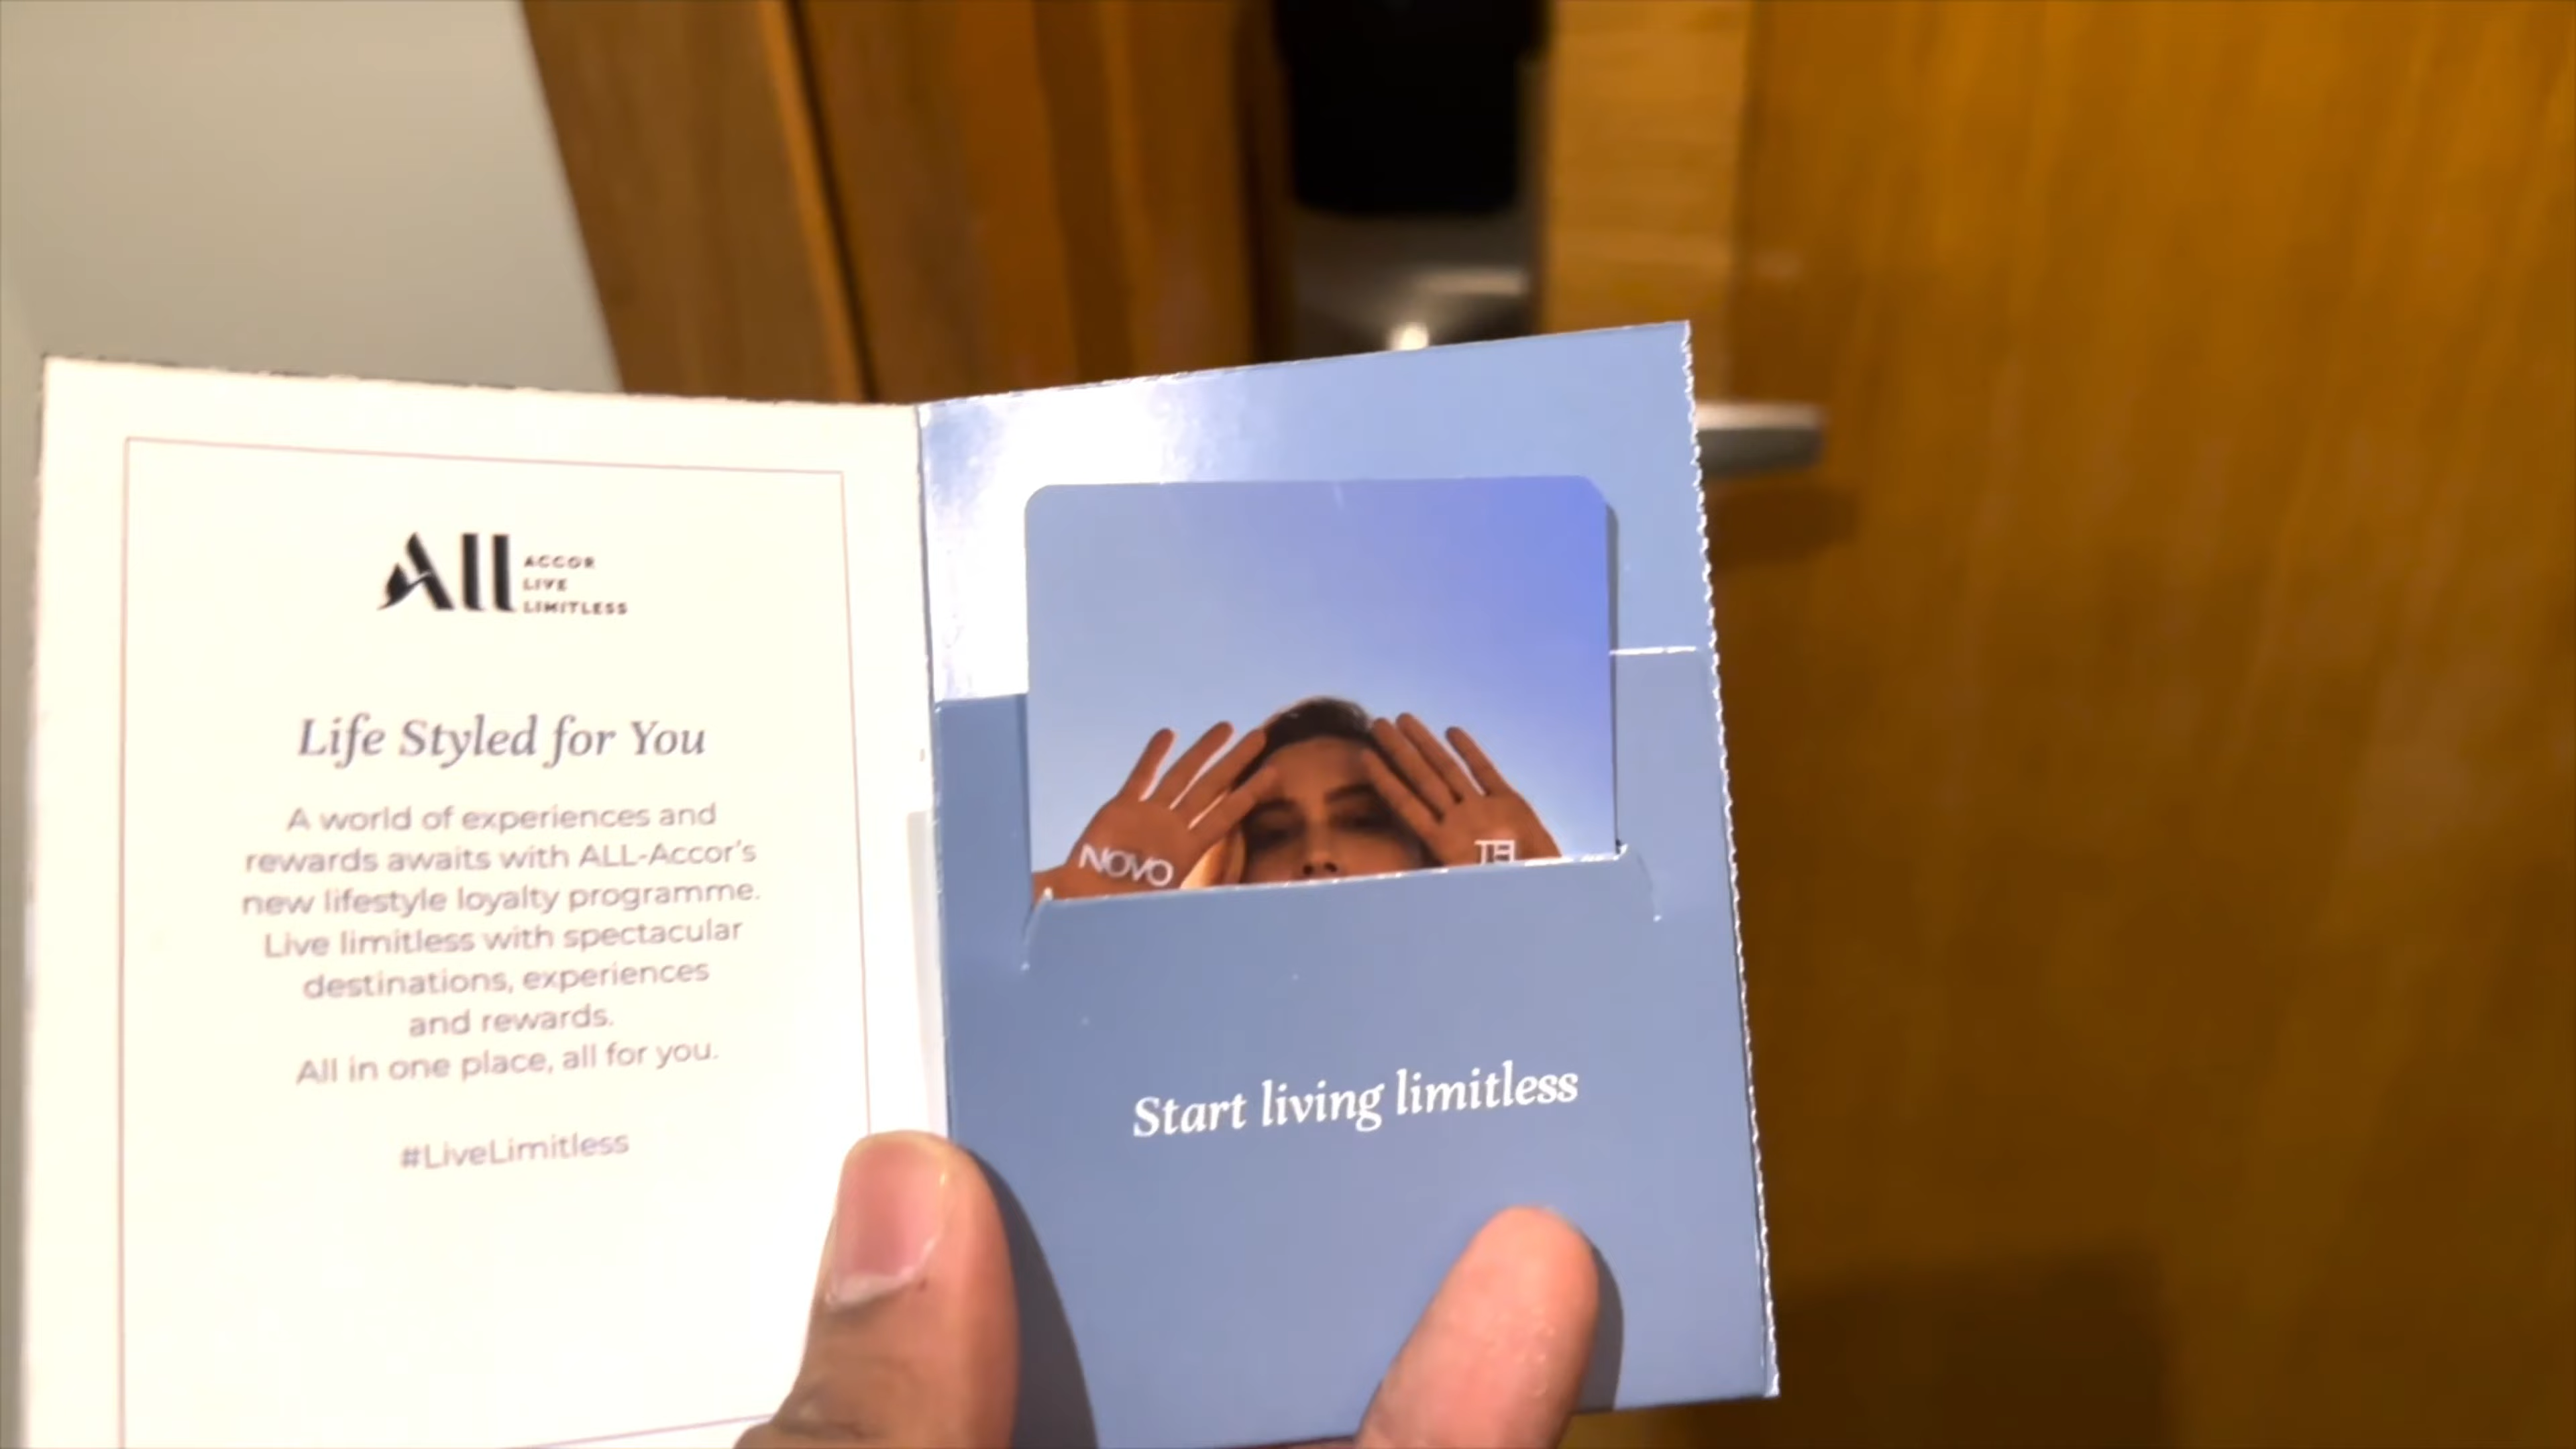 All
ACCOR
LIVE
LIMITLESS
Life Styled for You
A world of experiences and
rewards awaits with ALL-Accor's
new lifestyle loyalty programme.
Live limitless with spectacular
destinations, experiences
and rewards.
All in one place, all for you.
#LiveLimitless
NOVO
Start living limitless